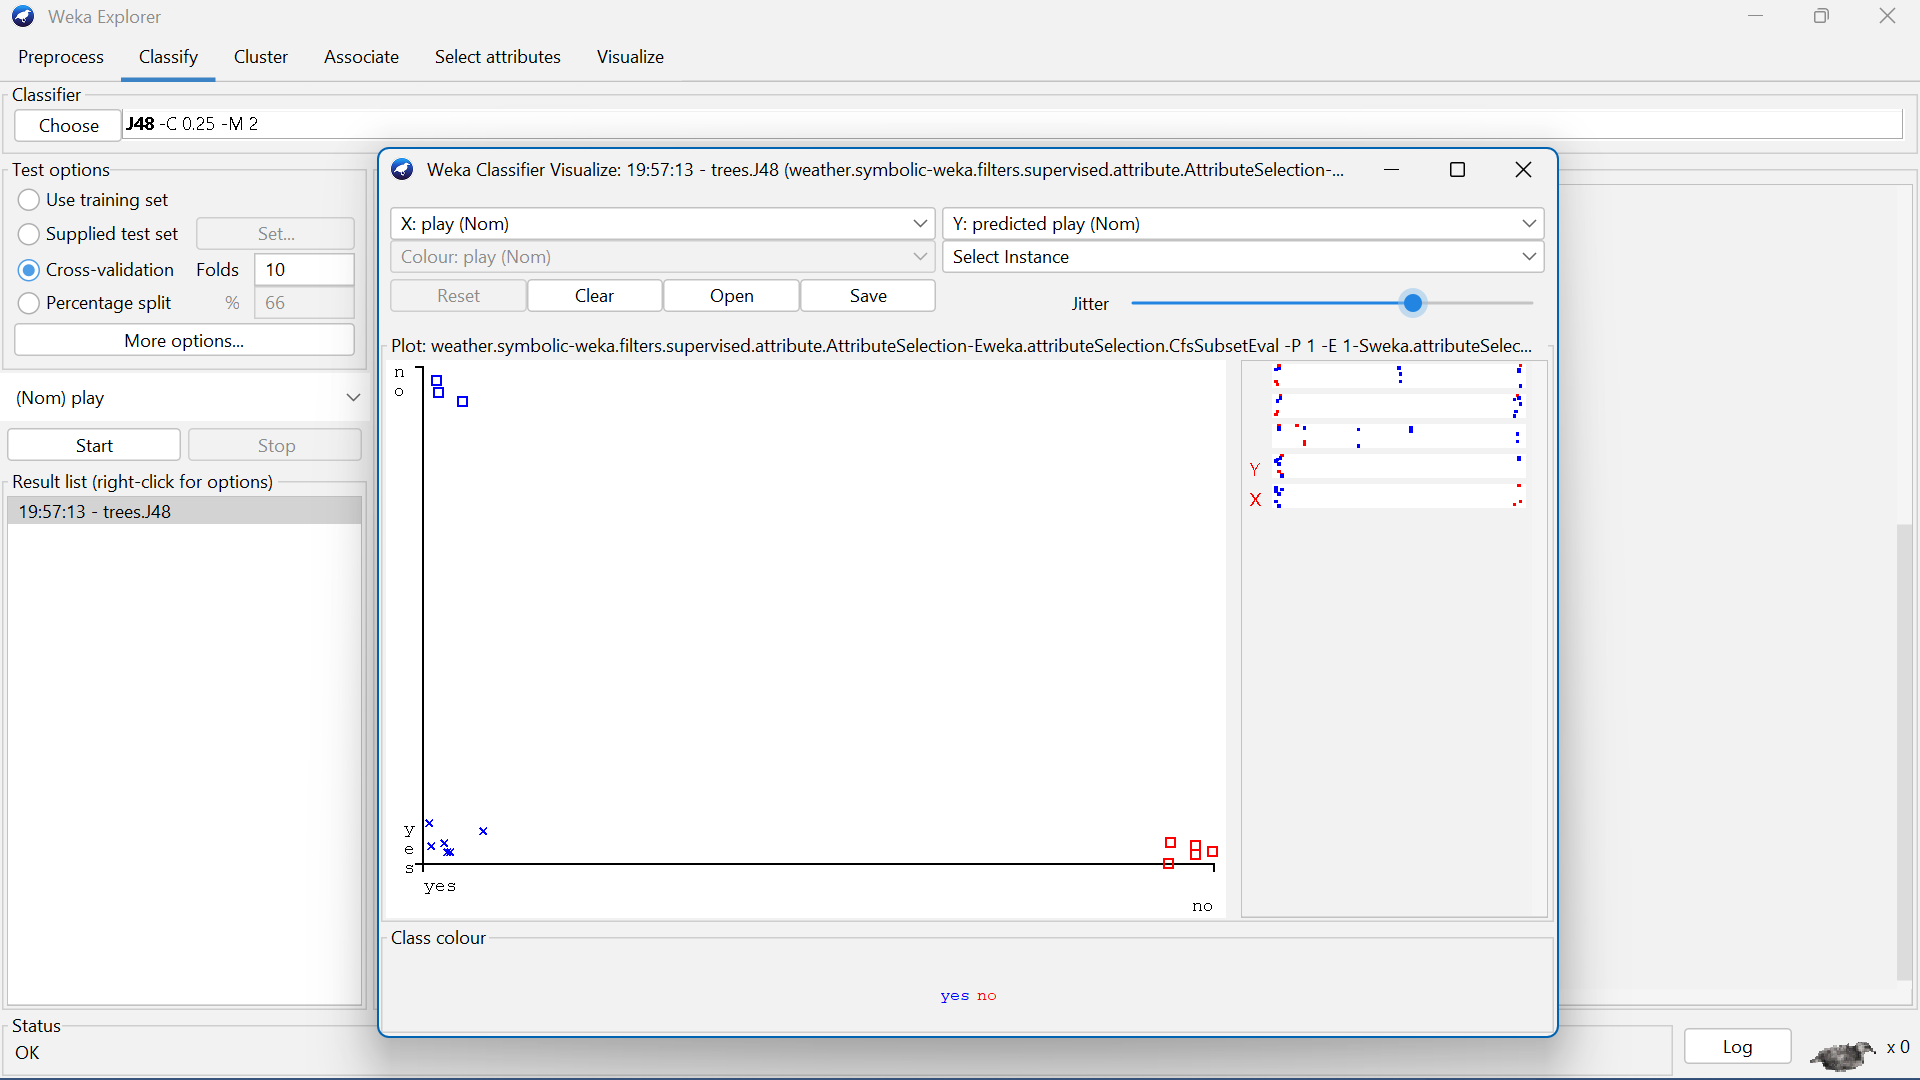 Weka Explorer
Preprocess Classify Cluster Associate Select attributes Visualize
Classifier
Choose J48 -C 0.25 -M 2
Test options
Use training set
Supplied test set Set...
Cross-validation Folds 10
Percentage split % 66
More options...
(Nom) play
Start Stop
Result list (right-click for options)
19:57:13 - trees.J48
Weka Classifier Visualize: 19:57:13 - trees.J48 (weather.symbolic-weka.filters.supervised.attribute.AttributeSelection-...
X: play (Nom) Y: predicted play (Nom)
Colour: play (Nom) Select Instance
Reset Clear Open Save Jitter
Plot: weather.symbolic-weka.filters.supervised.attribute.AttributeSelection-Eweka.attributeSelection.CfsSubsetEval -P 1 -E 1-Sweka.attributeSelec...
n
o
y
e
s
yes
no
Y
X
Class colour
yes no
Status
OK
Log x 0